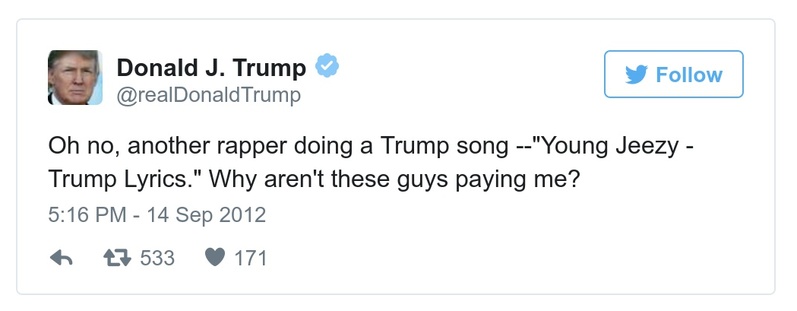 Donald J. Trump
@realDonaldTrump
Follow
Oh no, another rapper doing a Trump song --"Young Jeezy -
Trump Lyrics." Why aren't these guys paying me?
5:16 PM - 14 Sep 2012
533 171